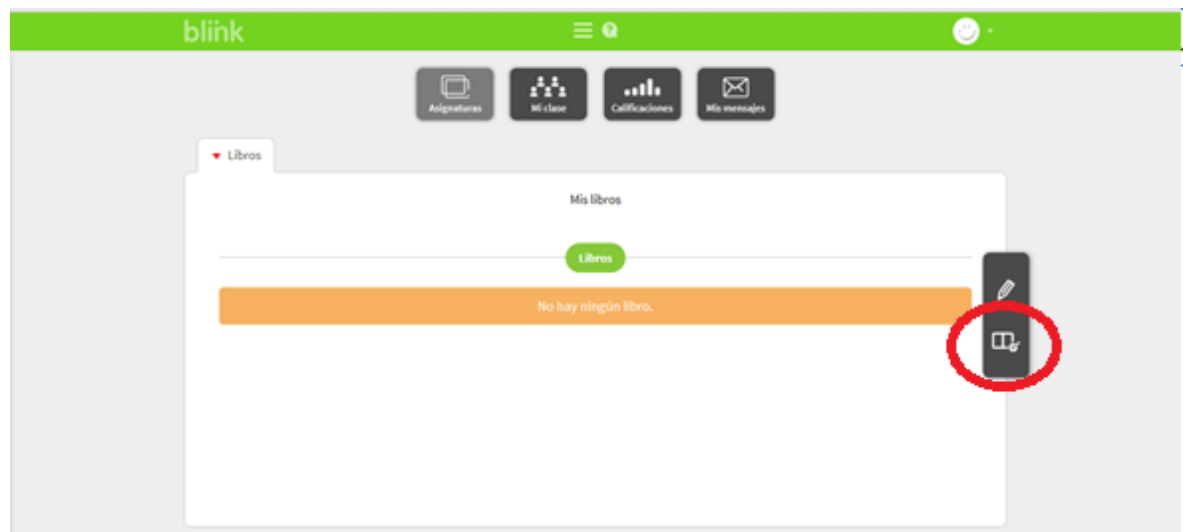 blink
Asignaturas
Mi clase
Calificaciones
Mis mensajes
Libros
Mis libros
Libros
No hay ningún libro.